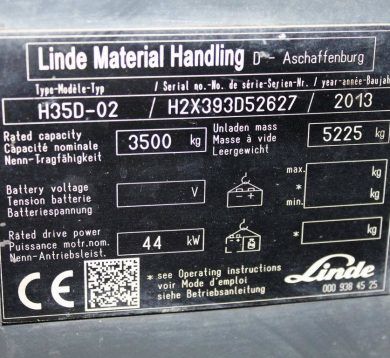 Linde Material Handling D - Aschaffenburg
Type-Modèle-Typ / Serial no.-No. de série-Serien-Nr. / year-année-Baujahr
H35D-02 / H2X393D52627 / 2013
Rated capacity
Capacité nominale
Nenn-Tragfähigkeit
3500 kg
Unladen mass
Masse à vide
Leergewicht
5225 kg
Battery voltage
Tension batterie
Batteriespannung
V
max.
*
min.
kg
kg
Rated drive power
Puissance motr.nom.
Nenn-Antriebsleist.
44 kW
* kg
CE
* see Operating instructions
voir Mode d'emploi
siehe Betriebsanleitung
Linde
000 938 45 25